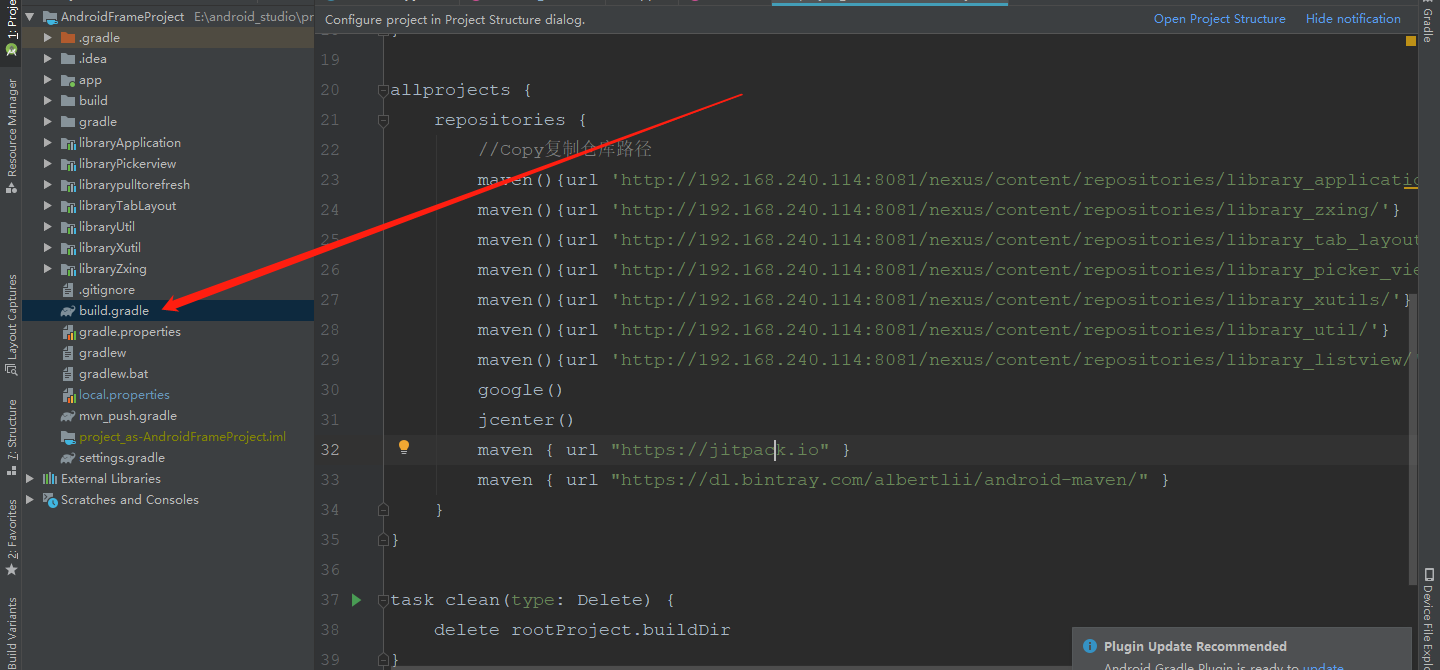 1: Proje
Resource Manager
Layout Captures
7: Structure
2: Favorites
Build Variants
AndroidFrameProject E:\android_studio\pr
.gradle
.idea
app
build
gradle
libraryApplication
libraryPickerview
librarypulltorefresh
libraryTabLayout
libraryUtil
libraryXutil
libraryZxing
.gitignore
build.gradle
gradle.properties
gradlew
gradlew.bat
local.properties
mvn_push.gradle
project_as-AndroidFrameProject.iml
settings.gradle
External Libraries
Scratches and Consoles
Configure project in Project Structure dialog. Open Project Structure Hide notification
19
20 allprojects {
21 repositories {
22 //Copy复制仓库路径
23 maven(){url 'http://192.168.240.114:8081/nexus/content/repositories/library_applicatio
24 maven(){url 'http://192.168.240.114:8081/nexus/content/repositories/library_zxing/'}
25 maven(){url 'http://192.168.240.114:8081/nexus/content/repositories/library_tab_layout
26 maven(){url 'http://192.168.240.114:8081/nexus/content/repositories/library_picker_vie
27 maven(){url 'http://192.168.240.114:8081/nexus/content/repositories/library_xutils/'}
28 maven(){url 'http://192.168.240.114:8081/nexus/content/repositories/library_util/'}
29 maven(){url 'http://192.168.240.114:8081/nexus/content/repositories/library_listview/'
30 google()
31 jcenter()
32 maven { url "https://jitpack.io" }
33 maven { url "https://dl.bintray.com/albertlii/android-maven/" }
34 }
35 }
36
37 task clean(type: Delete) {
38 delete rootProject.buildDir
39 }
Plugin Update Recommended
Android Gradle Plugin is ready to update
Gradle
Device File Explo